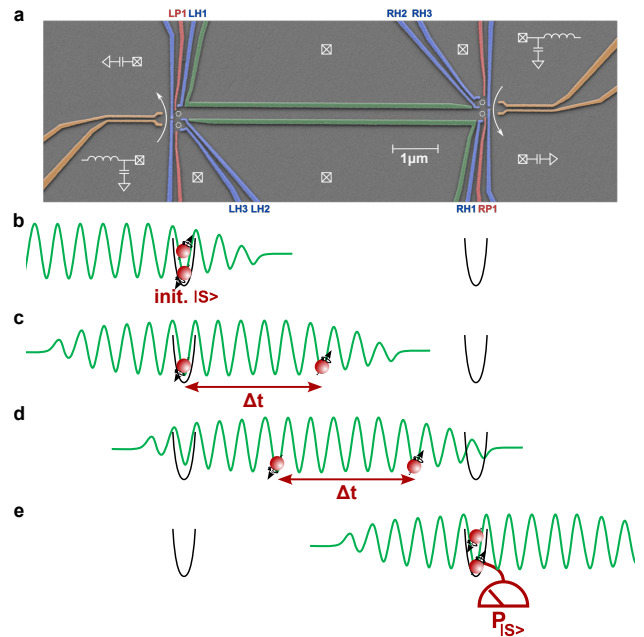 a
LP1 LH1
RH2 RH3
1µm
LH3 LH2
RH1 RP1
b
init. |S>
c
Δt
d
Δt
e
P|S>